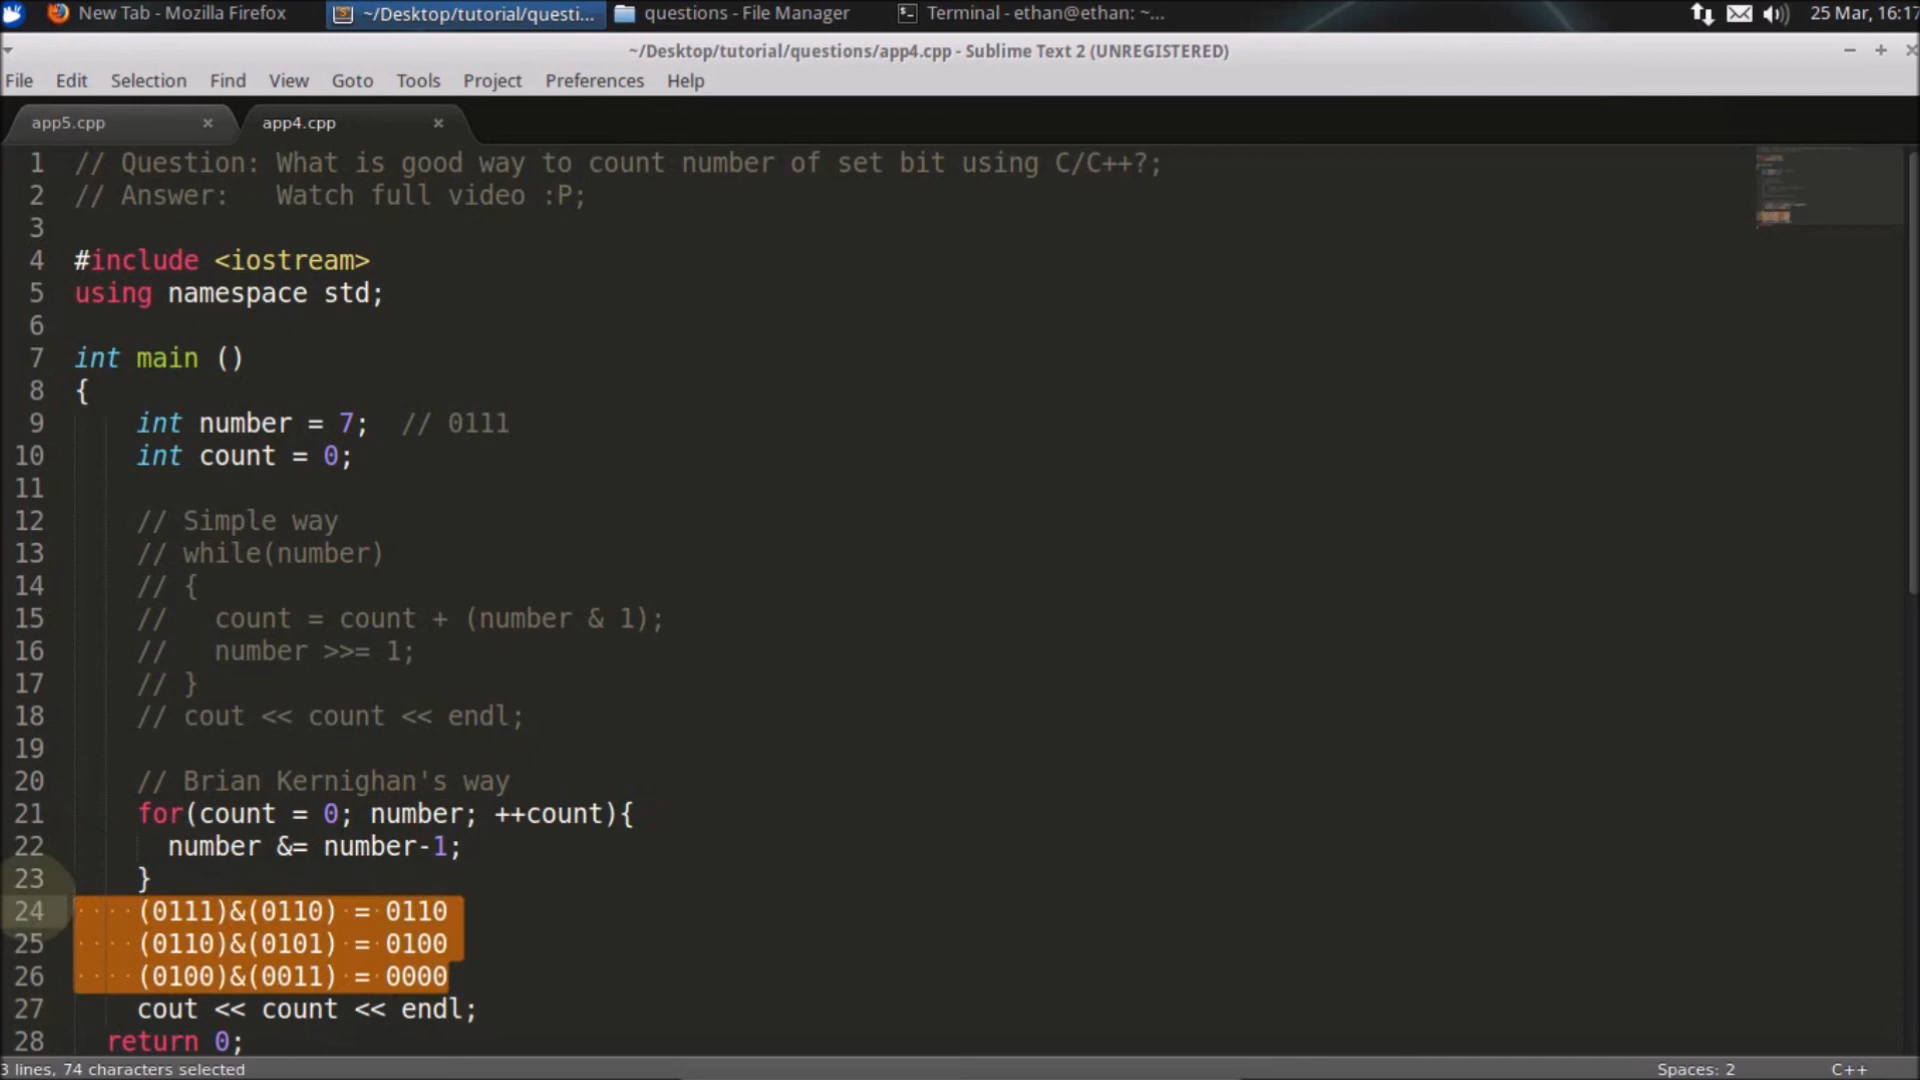 New Tab - Mozilla Firefox ~/Desktop/tutorial/questi... questions - File Manager Terminal - ethan@ethan: ~... 25 Mar, 16:17
~/Desktop/tutorial/questions/app4.cpp - Sublime Text 2 (UNREGISTERED)
File Edit Selection Find View Goto Tools Project Preferences Help
app5.cpp × app4.cpp ×
1 // Question: What is good way to count number of set bit using C/C++?;
2 // Answer: Watch full video :P;
3
4 #include <iostream>
5 using namespace std;
6
7 int main ()
8 {
9 int number = 7; // 0111
10 int count = 0;
11
12 // Simple way
13 // while(number)
14 // {
15 // count = count + (number & 1);
16 // number >>= 1;
17 // }
18 // cout << count << endl;
19
20 // Brian Kernighan's way
21 for(count = 0; number; ++count){
22 number &= number-1;
23 }
24 (0111)&(0110) = 0110
25 (0110)&(0101) = 0100
26 (0100)&(0011) = 0000
27 cout << count << endl;
28 return 0;
3 lines, 74 characters selected Spaces: 2 C++